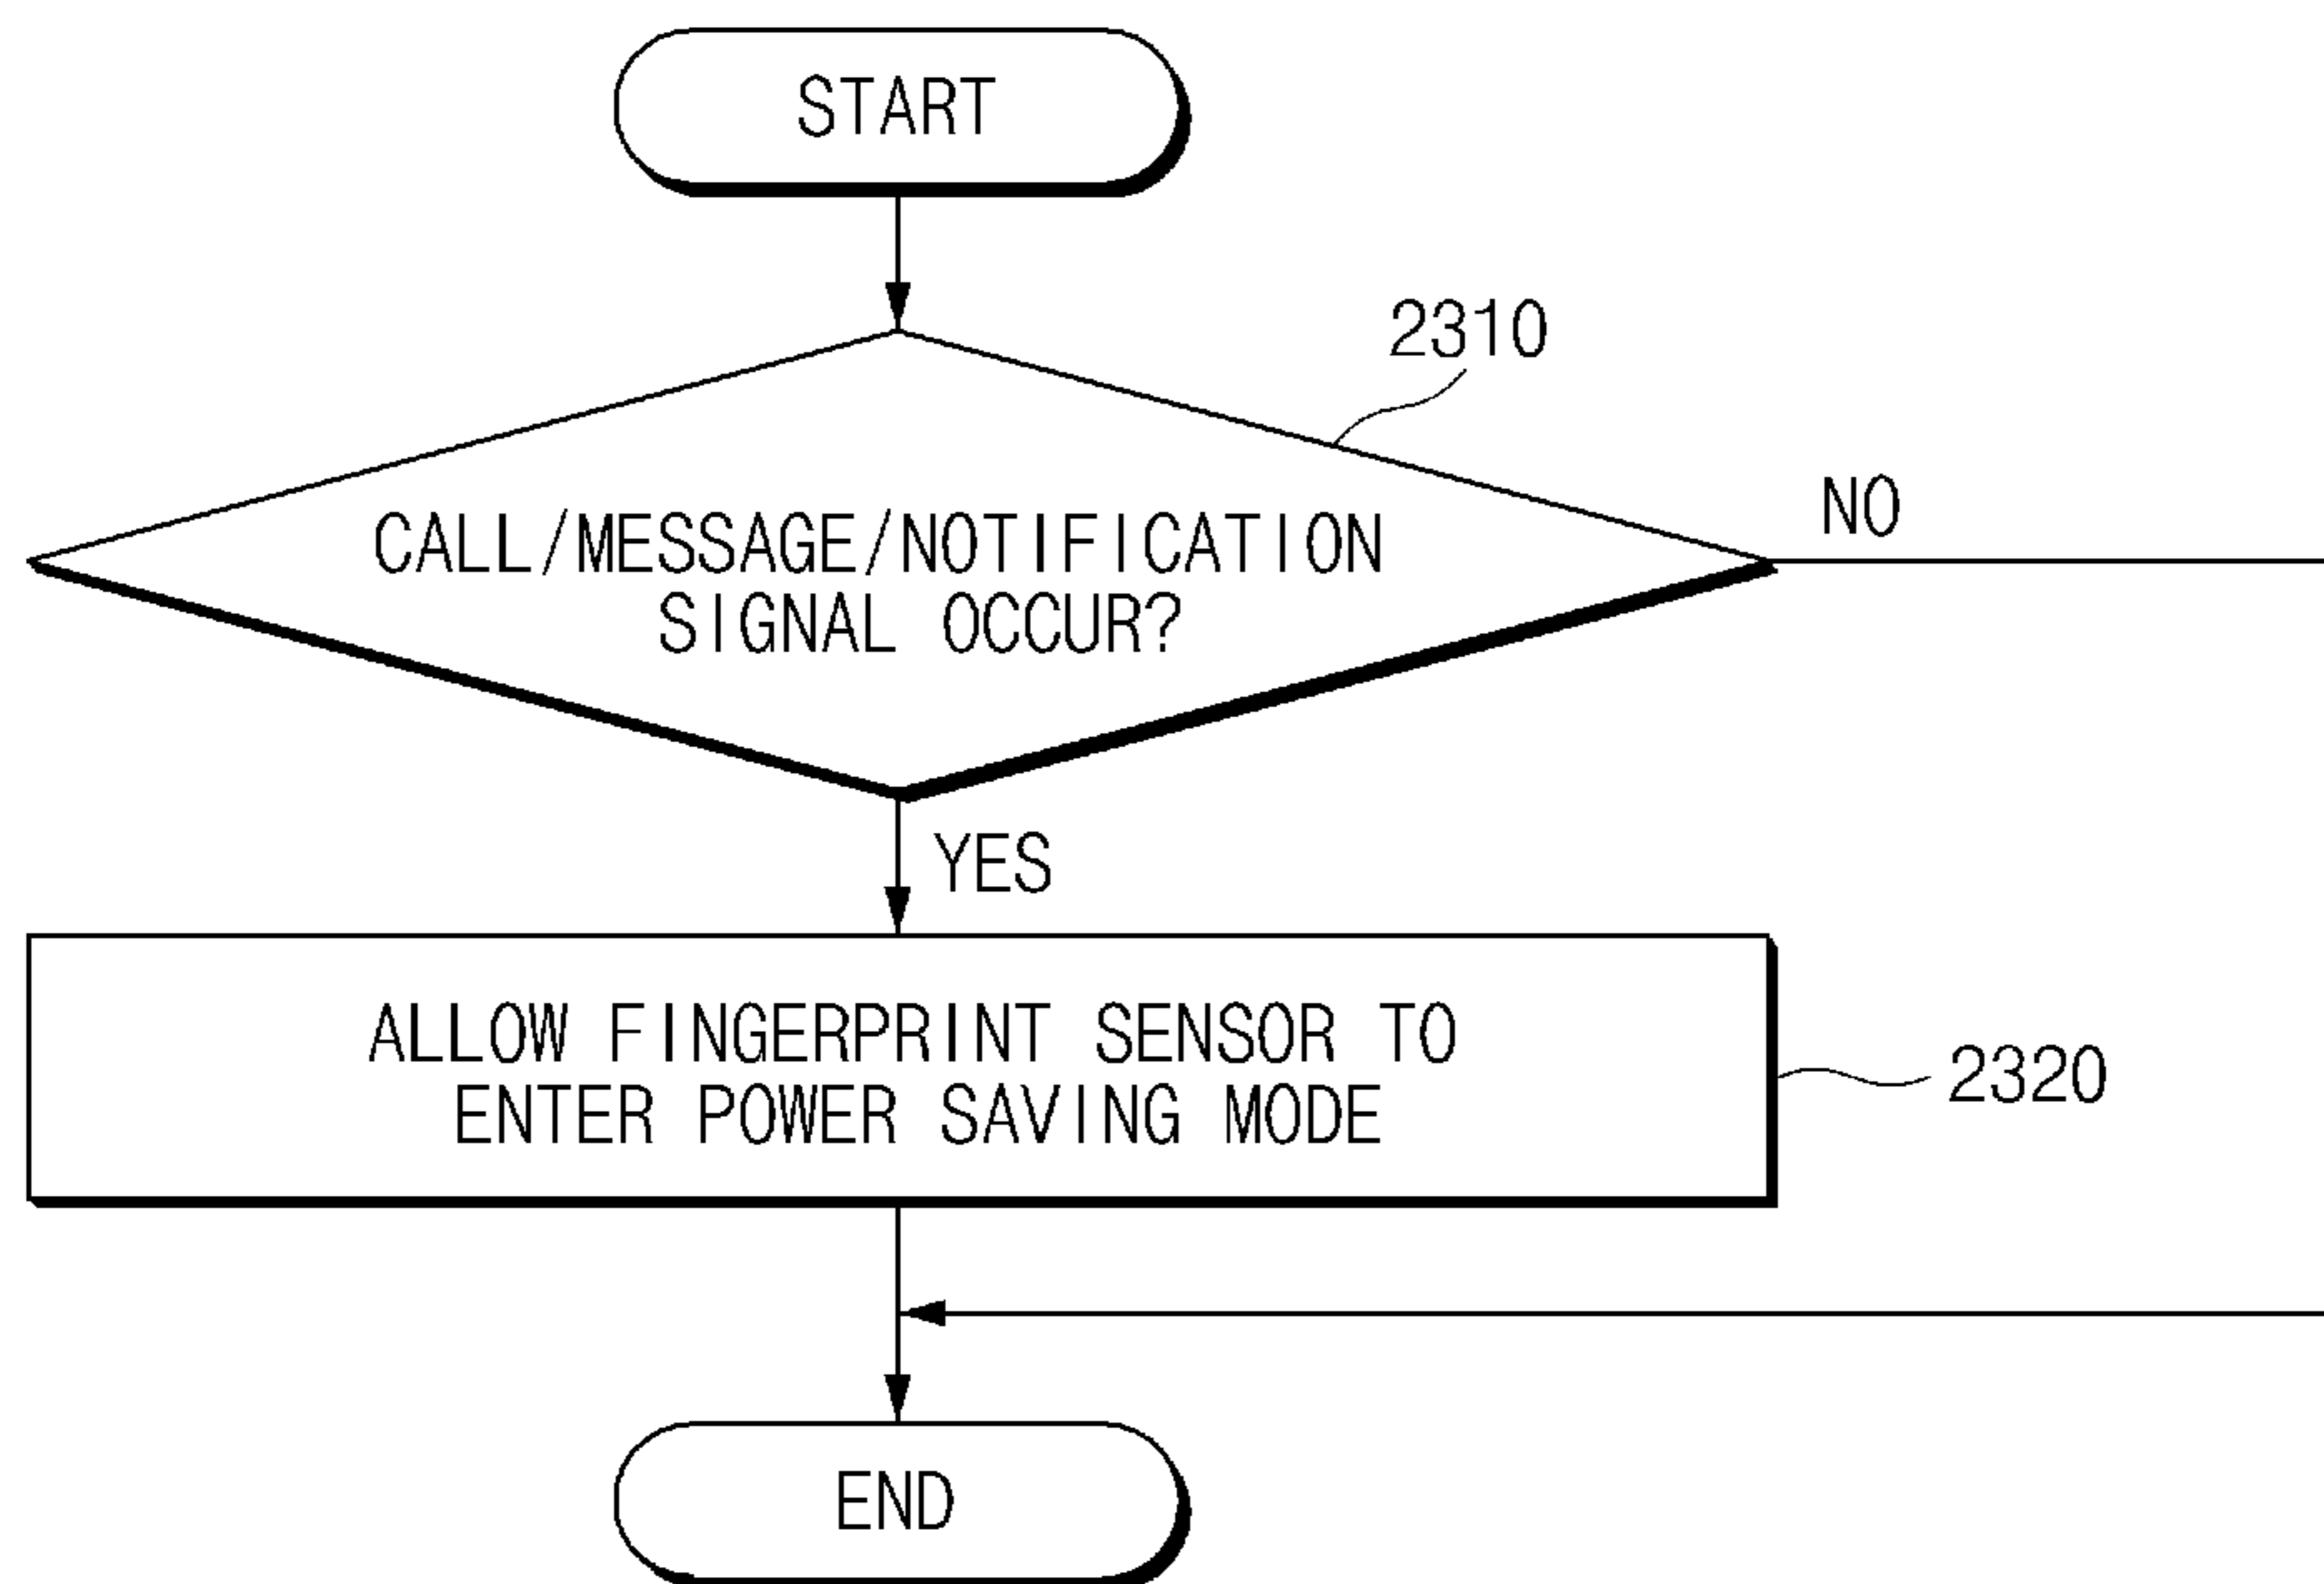 START
2310
NO
CALL/MESSAGE/NOTIFICATION
SIGNAL OCCUR?
YES
ALLOW FINGERPRINT SENSOR TO
ENTER POWER SAVING MODE
2320
END